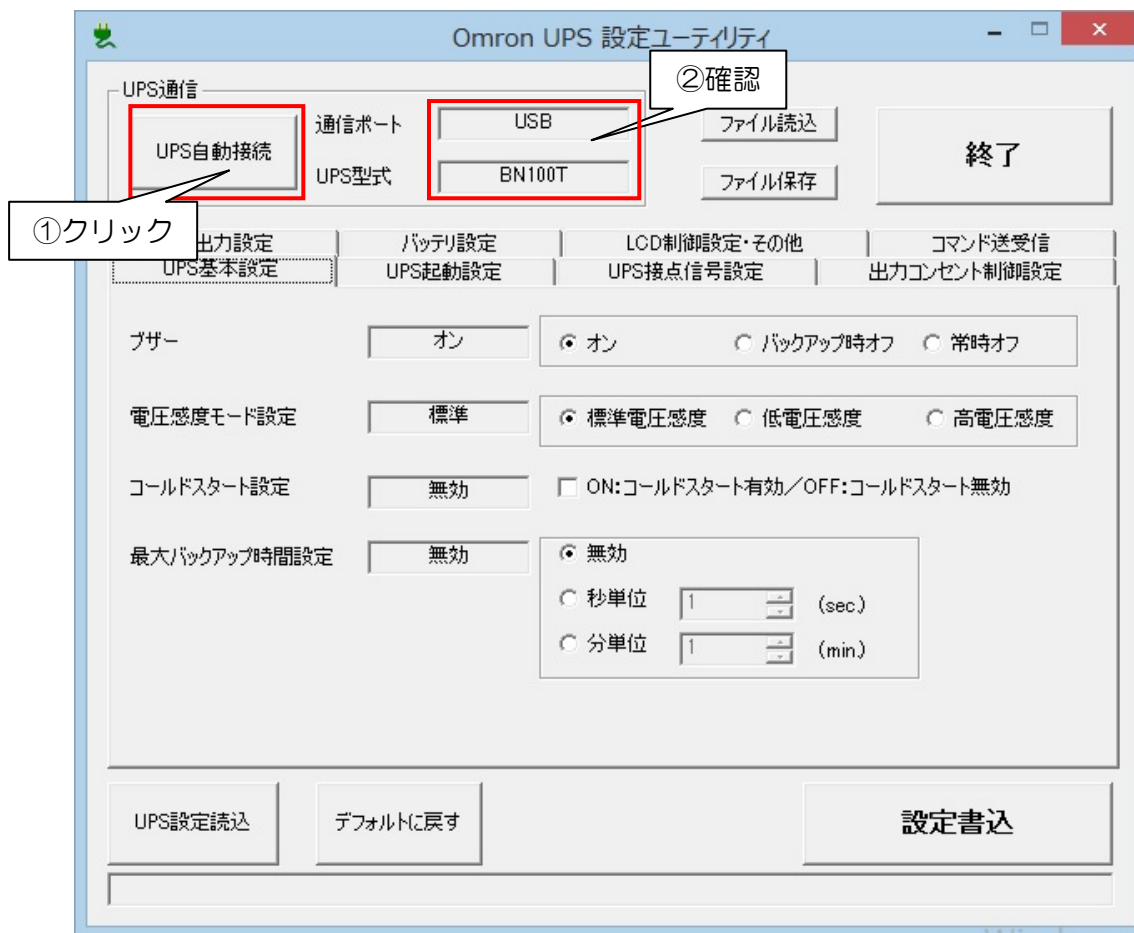 Omron UPS 設定ユーティリティ
②確認
UPS通信
UPS自動接続
通信ポート
USB
UPS型式
BN100T
ファイル読込
ファイル保存
終了
①クリック
出力設定
バッテリ設定
LCD制御設定・その他
コマンド送受信
UPS基本設定
UPS起動設定
UPS接点信号設定
出力コンセント制御設定
ブザー
オン
オン
バックアップ時オフ
常時オフ
電圧感度モード設定
標準
標準電圧感度
低電圧感度
高電圧感度
コールドスタート設定
無効
ON:コールドスタート有効／OFF:コールドスタート無効
最大バックアップ時間設定
無効
無効
秒単位
1
(sec.)
分単位
1
(min.)
UPS設定読込
デフォルトに戻す
設定書込